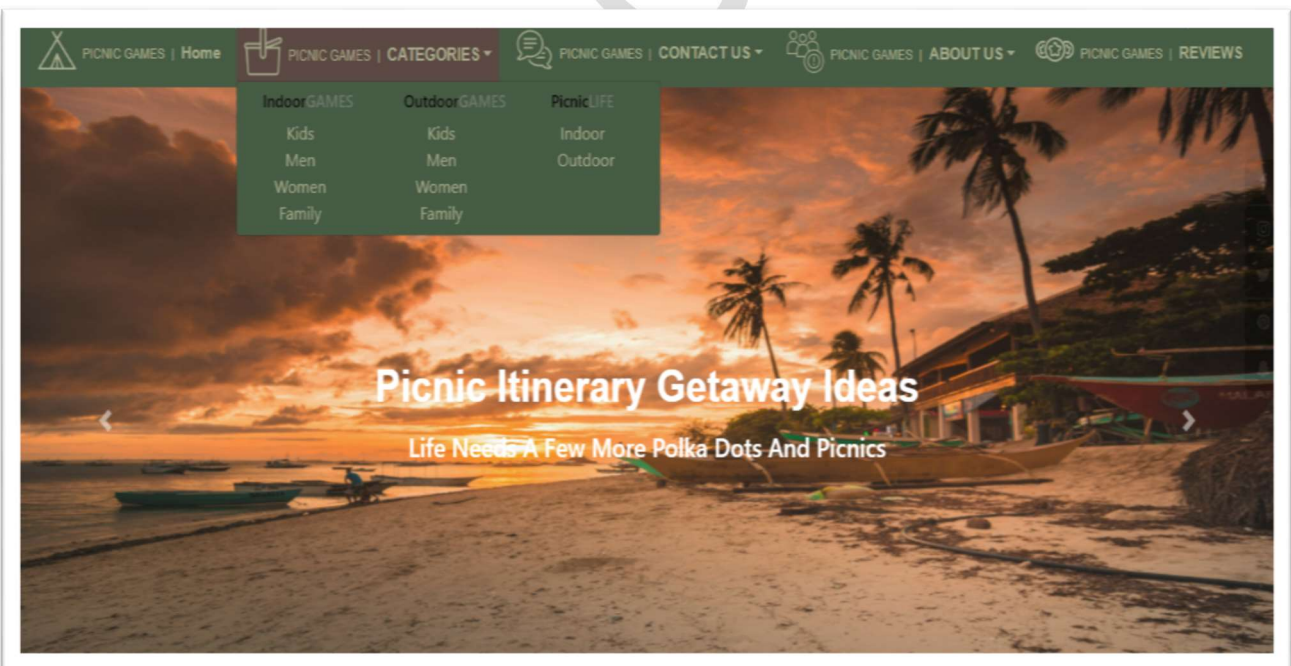 PICNIC GAMES | Home PICNIC GAMES | CATEGORIES PICNIC GAMES | CONTACT US PICNIC GAMES | ABOUT US PICNIC GAMES | REVIEWS
IndoorGAMES OutdoorGAMES PicnicLIFE
Kids Kids Indoor
Men Men Outdoor
Women Women
Family Family
Picnic Itinerary Getaway Ideas
Life Needs A Few More Polka Dots And Picnics